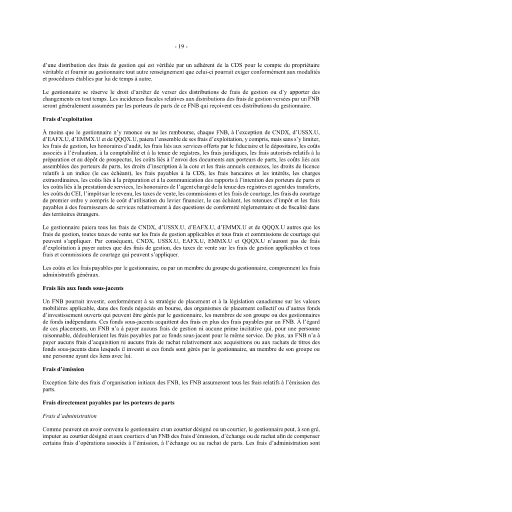 - 19 -
d'une distribution des frais de gestion qui est vérifiée par un adhérent de la CDS pour le compte du propriétaire
véritable et fournir au gestionnaire tout autre renseignement que celui-ci pourrait exiger conformément aux modalités
et procédures établies par lui de temps à autre.
Le gestionnaire se réserve le droit d'arrêter de verser des distributions de frais de gestion ou d'y apporter des
changements en tout temps. Les incidences fiscales relatives aux distributions des frais de gestion versées par un FNB
seront généralement assumées par les porteurs de parts de ce FNB qui reçoivent ces distributions du gestionnaire.
Frais d'exploitation
À moins que le gestionnaire n'y renonce ou ne les rembourse, chaque FNB, à l'exception de CNDX, d'USSX.U,
d'EAFX.U, d'EMMX.U et de QQQX.U, paiera l'ensemble de ses frais d'exploitation, y compris, mais sans s'y limiter,
les frais de gestion, les honoraires d'audit, les frais liés aux services offerts par le fiduciaire et le dépositaire, les coûts
associés à l'évaluation, à la comptabilité et à la tenue de registres, les frais juridiques, les frais autorisés relatifs à la
préparation et au dépôt de prospectus, les coûts liés à l'envoi des documents aux porteurs de parts, les coûts liés aux
assemblées des porteurs de parts, les droits d'inscription à la cote et les frais annuels connexes, les droits de licence
relatifs à un indice (le cas échéant), les frais payables à la CDS, les frais bancaires et les intérêts, les charges
extraordinaires, les coûts liés à la préparation et à la communication des rapports à l'intention des porteurs de parts et
les coûts liés à la prestation de services, les honoraires de l'agent chargé de la tenue des registres et agent des transferts,
les coûts du CEI, l'impôt sur le revenu, les taxes de vente, les commissions et les frais de courtage, les frais du courtage
de premier ordre y compris le coût d'utilisation du levier financier, le cas échéant, les retenues d'impôt et les frais
payables à des fournisseurs de services relativement à des questions de conformité réglementaire et de fiscalité dans
des territoires étrangers.
Le gestionnaire paiera tous les frais de CNDX, d'USSX.U, d'EAFX.U, d'EMMX.U et de QQQX.U autres que les
frais de gestion, toutes taxes de vente sur les frais de gestion applicables et tous frais et commissions de courtage qui
peuvent s'appliquer. Par conséquent, CNDX, USSX.U, EAFX.U, EMMX.U et QQQX.U n'auront pas de frais
d'exploitation à payer autres que des frais de gestion, des taxes de vente sur les frais de gestion applicables et tous
frais et commissions de courtage qui peuvent s'appliquer.
Les coûts et les frais payables par le gestionnaire, ou par un membre du groupe du gestionnaire, comprennent les frais
administratifs généraux.
Frais liés aux fonds sous-jacents
Un FNB pourrait investir, conformément à sa stratégie de placement et à la législation canadienne sur les valeurs
mobilières applicable, dans des fonds négociés en bourse, des organismes de placement collectif ou d'autres fonds
d'investissement ouverts qui peuvent être gérés par le gestionnaire, les membres de son groupe ou des gestionnaires
de fonds indépendants. Ces fonds sous-jacents acquittent des frais en plus des frais payables par un FNB. À l'égard
de ces placements, un FNB n'a à payer aucuns frais de gestion ni aucune prime incitative qui, pour une personne
raisonnable, dédoubleraient les frais payables par ce fonds sous-jacent pour le même service. De plus, un FNB n'a à
payer aucuns frais d'acquisition ni aucuns frais de rachat relativement aux acquisitions ou aux rachats de titres des
fonds sous-jacents dans lesquels il investit si ces fonds sont gérés par le gestionnaire, un membre de son groupe ou
une personne ayant des liens avec lui.
Frais d'émission
Exception faite des frais d'organisation initiaux des FNB, les FNB assumeront tous les frais relatifs à l'émission des
parts.
Frais directement payables par les porteurs de parts
Frais d'administration
Comme peuvent en avoir convenu le gestionnaire et un courtier désigné ou un courtier, le gestionnaire peut, à son gré,
imputer au courtier désigné et aux courtiers d'un FNB des frais d'émission, d'échange ou de rachat afin de compenser
certains frais d'opérations associés à l'émission, à l'échange ou au rachat de parts. Les frais d'administration sont